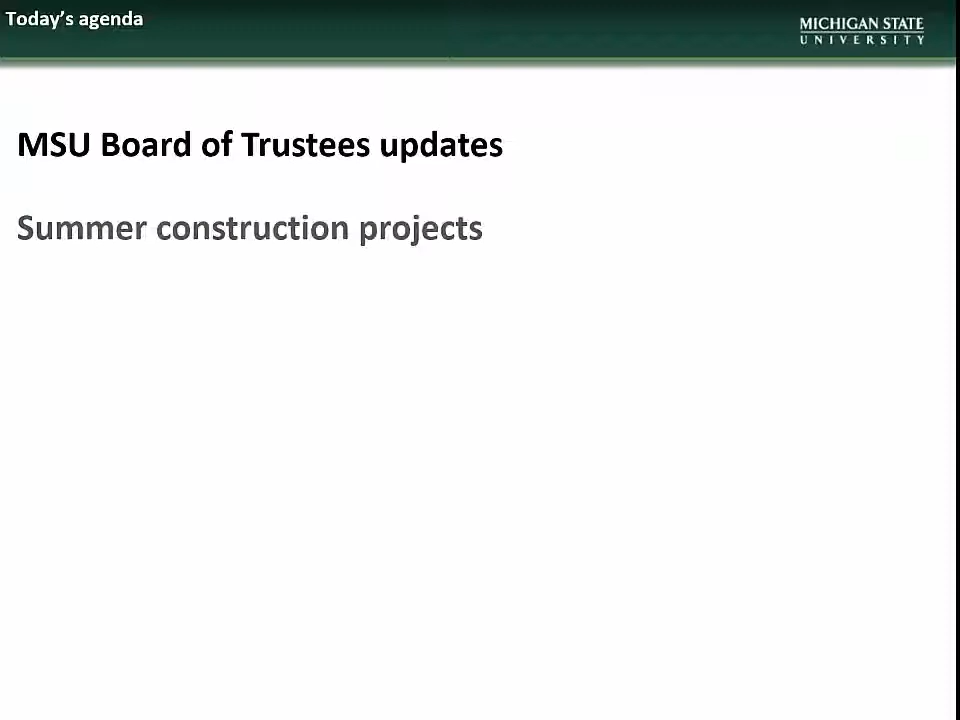 Today's agenda
MICHIGAN STATE
UNIVERSITY
MSU Board of Trustees updates
Summer construction projects